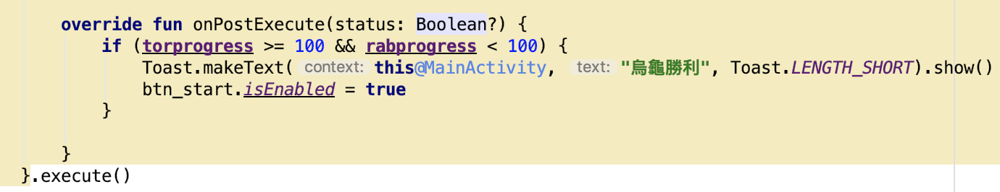 override fun onPostExecute(status: Boolean?) {
if (torprogress >= 100 && rabprogress < 100) {
Toast.makeText( context: this@MainActivity, text: "烏龜勝利", Toast.LENGTH_SHORT).show()
btn_start.isEnabled = true
}
}
}.execute()